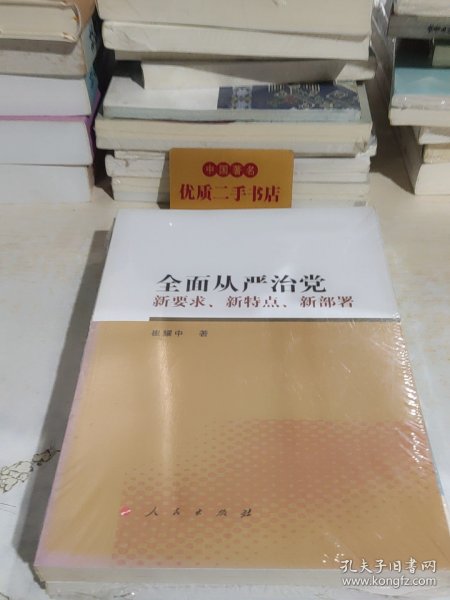 中国著名
优质二手书店
全面从严治党
新要求、新特点、新部署
崔耀中 著
人民出版社
孔夫子旧书网
www.kongfz.com